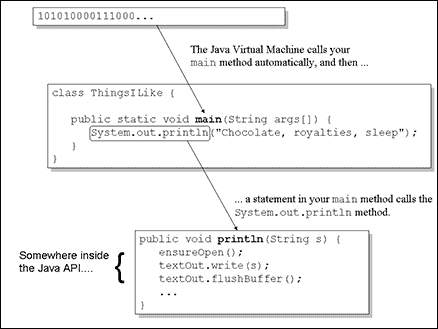 101010000111000...
The Java Virtual Machine calls your
main method automatically, and then ...
class ThingsILike {
public static void main(String args[]) {
System.out.println("Chocolate, royalties, sleep");
}
}
... a statement in your main method calls the
System.out.println method.
Somewhere inside
the Java API....
{
public void println(String s) {
ensureOpen();
textOut.write(s);
textOut.flushBuffer();
...
}